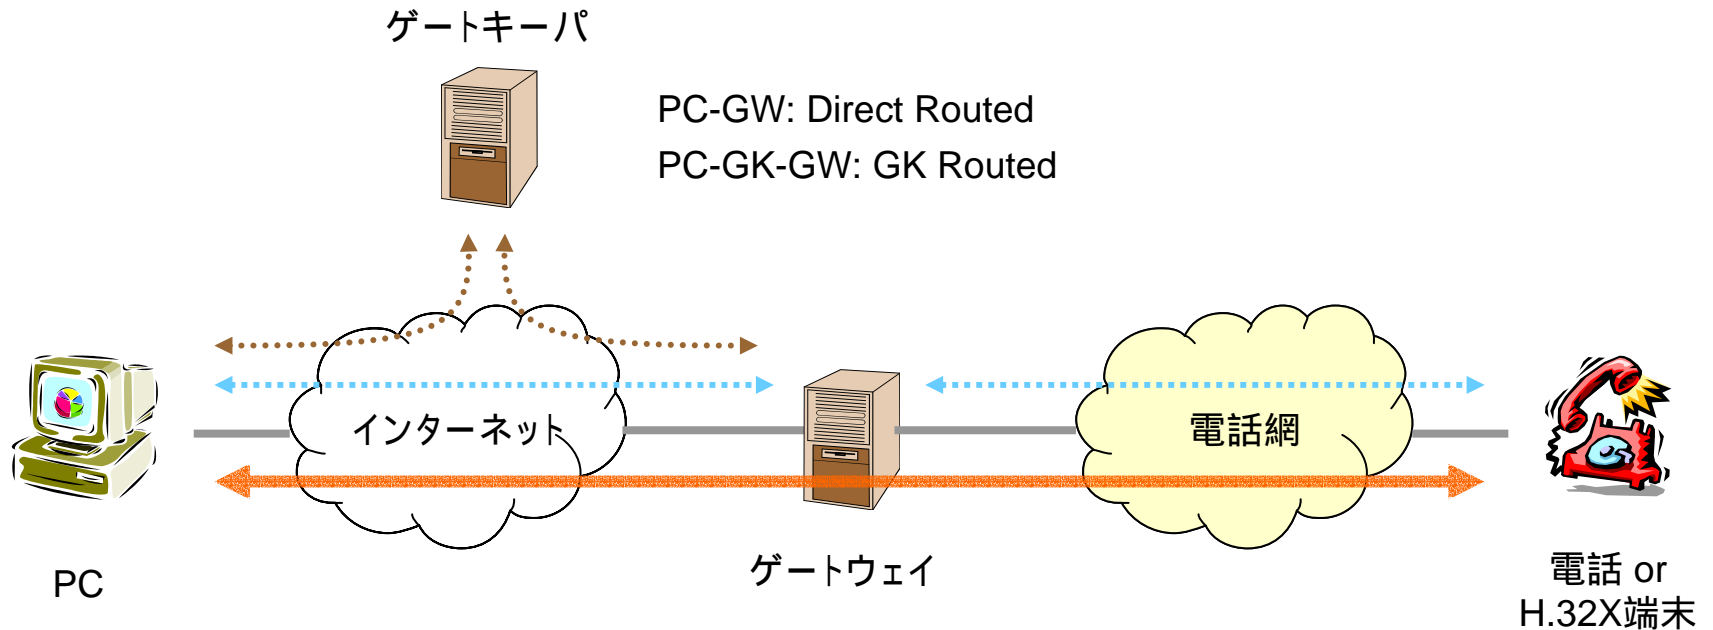 ゲートキーパ
PC-GW: Direct Routed
PC-GK-GW: GK Routed
インターネット
電話網
PC
ゲートウェイ
電話 or
H.32X端末